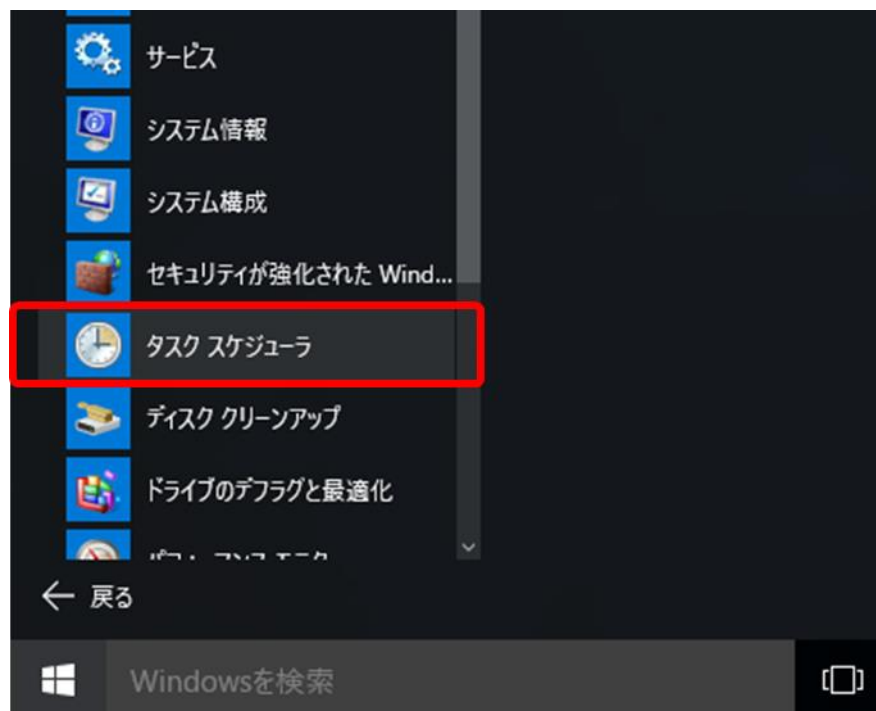 サービス
システム情報
システム構成
セキュリティが強化された Wind...
タスク スケジューラ
ディスク クリーンアップ
ドライブのデフラグと最適化
戻る
Windowsを検索